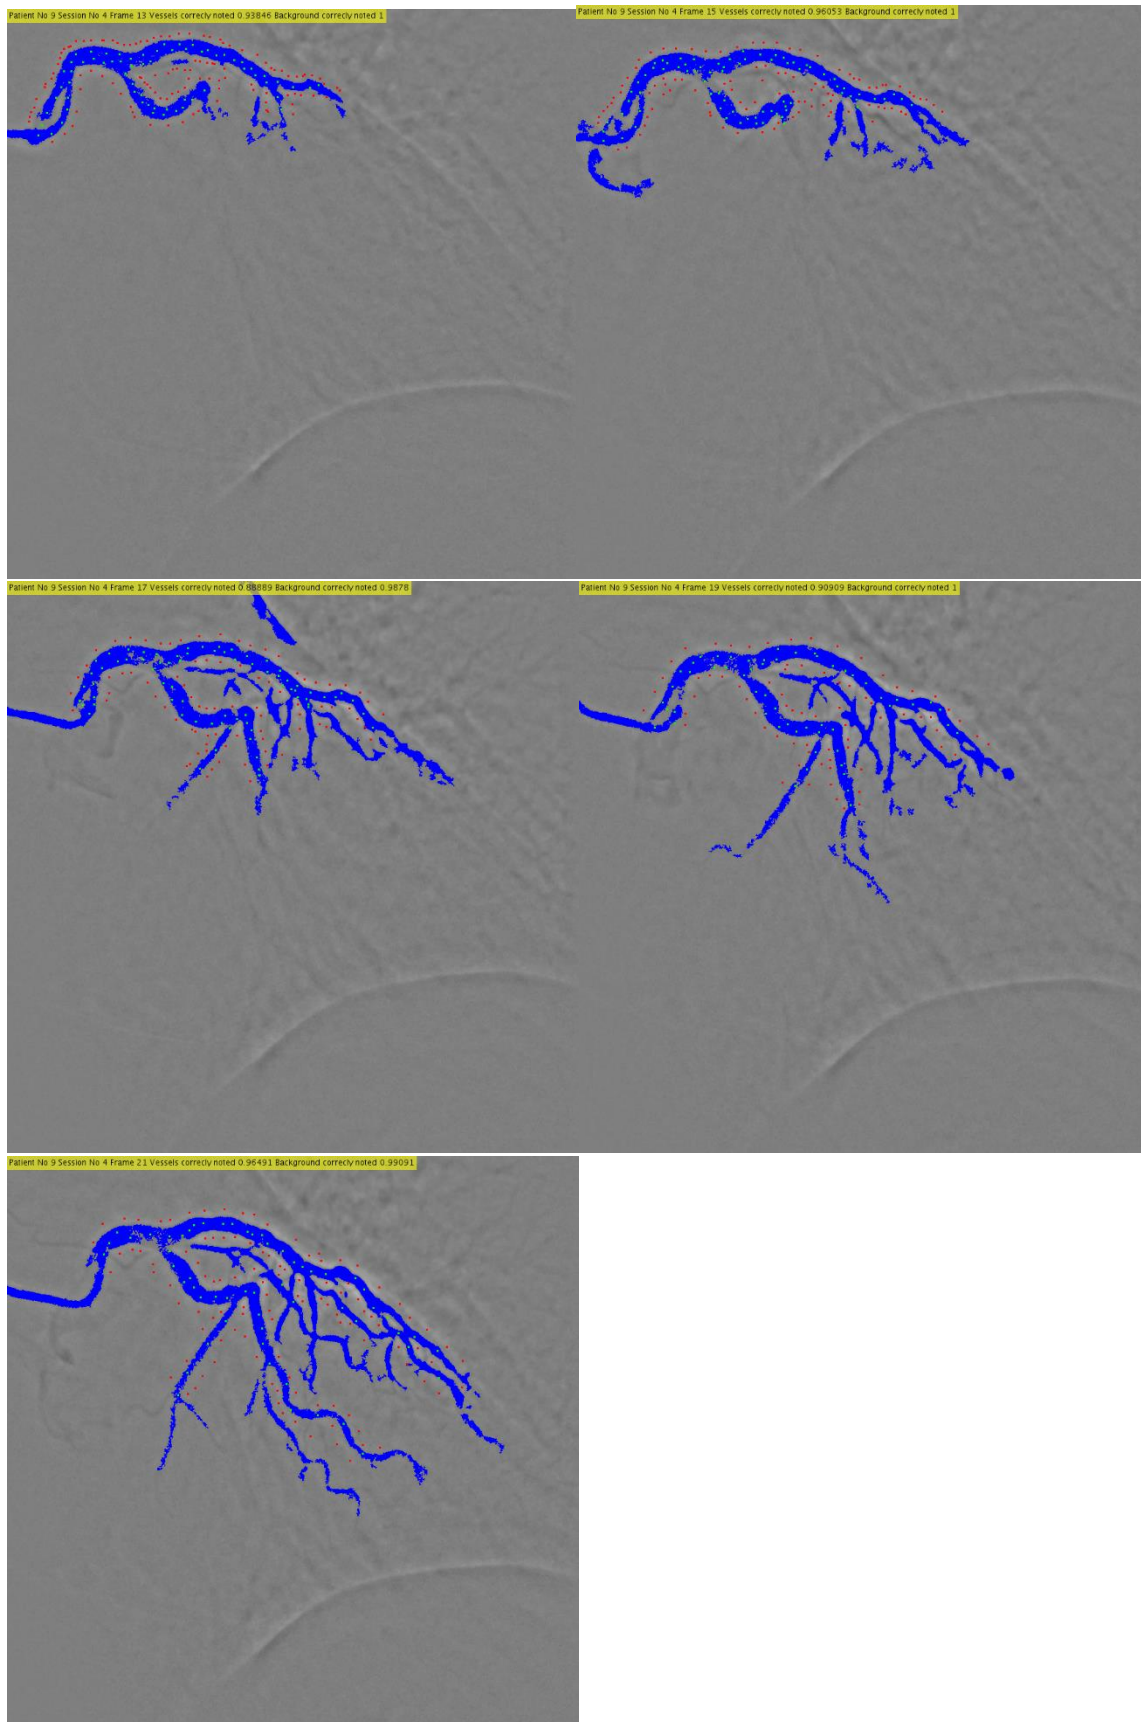 Patient No 9 Session No 4 Frame 13 Vessels correcly noted 0.93846 Background correcly noted 1
Patient No 9 Session No 4 Frame 15 Vessels correcly noted 0.96053 Background correcly noted 1
Patient No 9 Session No 4 Frame 17 Vessels correcly noted 0.88889 Background correcly noted 0.9878
Patient No 9 Session No 4 Frame 19 Vessels correcly noted 0.90909 Background correcly noted 1
Patient No 9 Session No 4 Frame 21 Vessels correcly noted 0.96491 Background correcly noted 0.99091